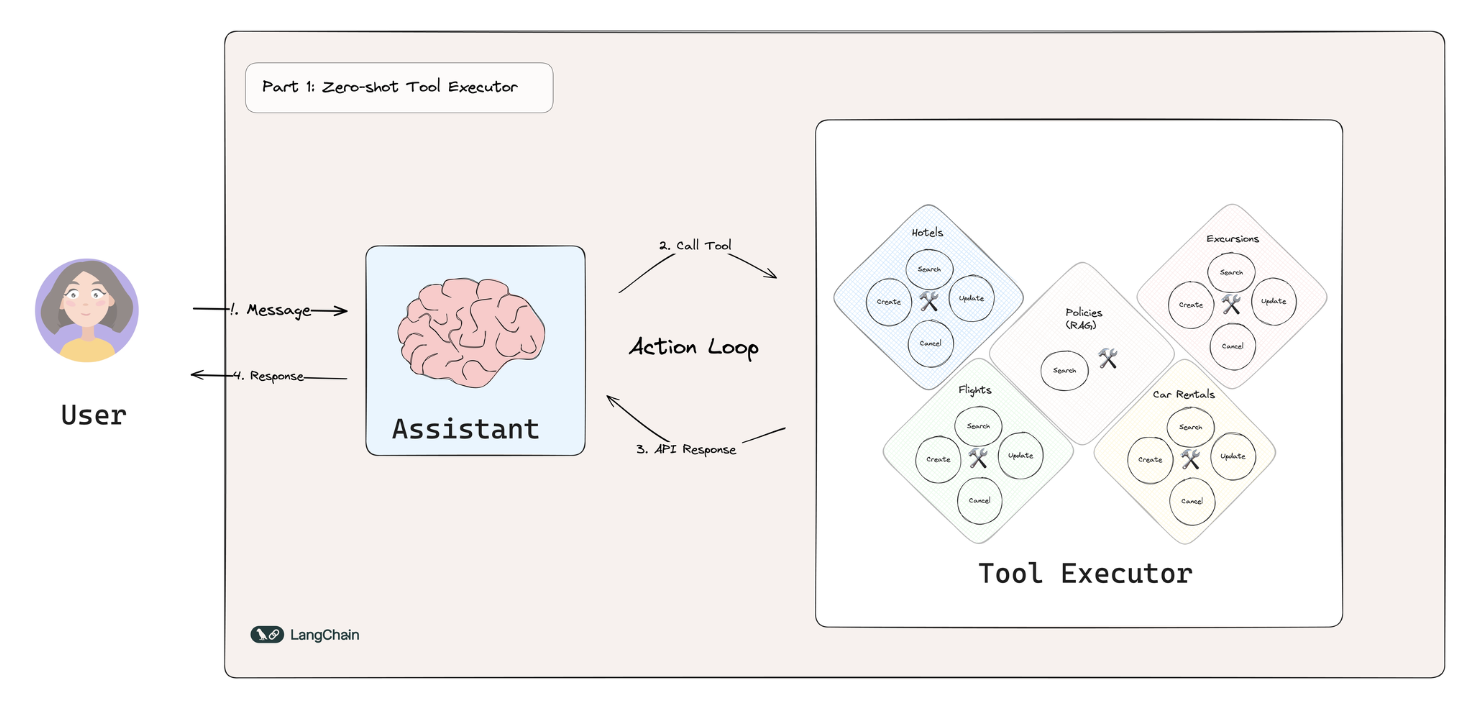 Part 1: Zero-shot Tool Executor
User
1. Message
4. Response
Assistant
2. Call Tool
Action Loop
3. API Response
Hotels
Search
Create
Update
Cancel
Policies
(RAG)
Search
Excursions
Search
Create
Update
Cancel
Flights
Search
Create
Update
Cancel
Car Rentals
Search
Create
Update
Cancel
Tool Executor
LangChain